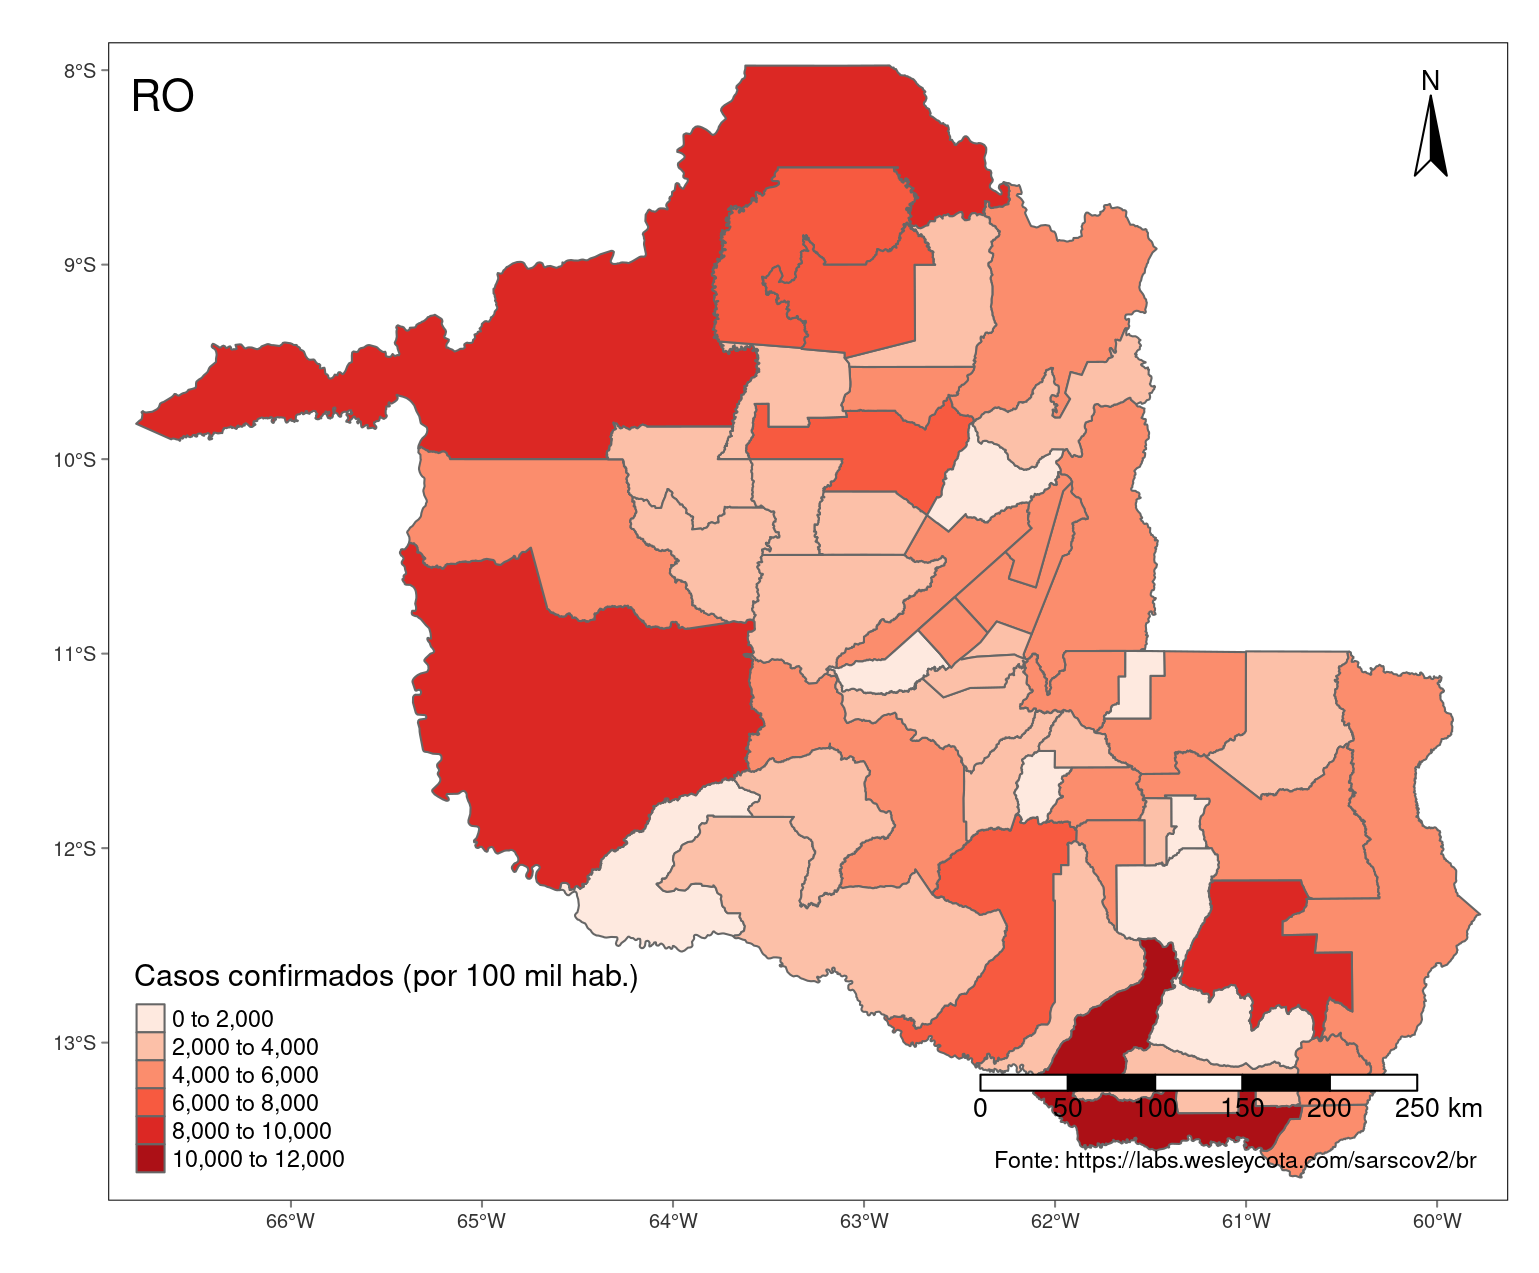 RO
N
8°S
9°S
10°S
11°S
12°S
13°S
Casos confirmados (por 100 mil hab.)
0 to 2,000
2,000 to 4,000
4,000 to 6,000
6,000 to 8,000
8,000 to 10,000
10,000 to 12,000
0 50 100 150 200 250 km
Fonte: https://labs.wesleycota.com/sarscov2/br
66°W 65°W 64°W 63°W 62°W 61°W 60°W